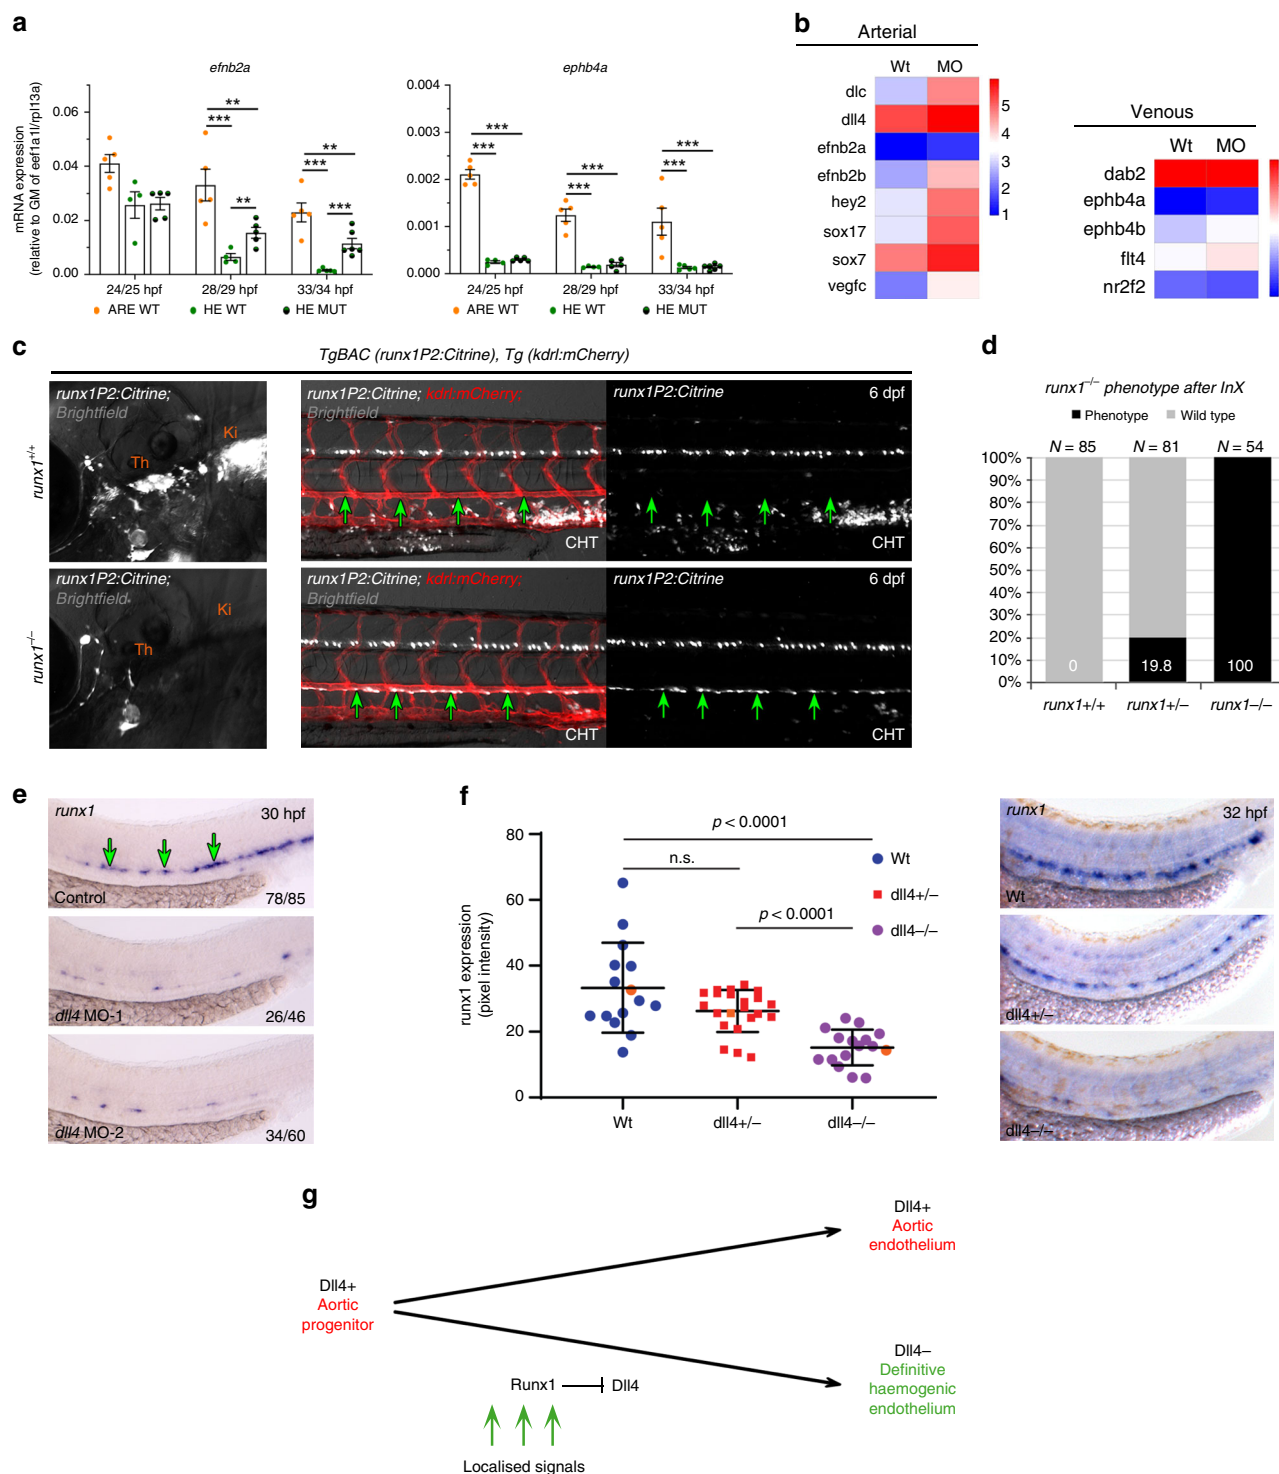 a
efnb2a
ephb4a
mRNA expression
(relative to GM of eef1a1l/rpl13a)
0.06
0.04
0.02
0.00
** *** ** ** *** ***
24/25 hpf 28/29 hpf 33/34 hpf
ARE WT HE WT HE MUT
0.004
0.003
0.002
0.001
0.000
*** *** *** *** *** ***
24/25 hpf 28/29 hpf 33/34 hpf
ARE WT HE WT HE MUT
b
Arterial
Wt MO
dlc
dll4
efnb2a
efnb2b
hey2
sox17
sox7
vegfc
5
4
3
2
1
Venous
Wt MO
dab2
ephb4a
ephb4b
flt4
nr2f2
c
TgBAC (runx1P2:Citrine), Tg (kdrl:mCherry)
runx1+/+
runx1P2:Citrine;
Brightfield
Ki
Th
runx1P2:Citrine; kdrl:mCherry;
Brightfield
CHT
runx1P2:Citrine 6 dpf
CHT
runx1–/–
runx1P2:Citrine;
Brightfield
Ki
Th
runx1P2:Citrine; kdrl:mCherry;
Brightfield
CHT
runx1P2:Citrine 6 dpf
CHT
d
runx1–/– phenotype after InX
Phenotype Wild type
N = 85 N = 81 N = 54
100%
90%
80%
70%
60%
50%
40%
30%
20%
10%
0%
0 19.8 100
runx1+/+ runx1+/– runx1–/–
e
runx1 30 hpf
Control 78/85
dll4 MO-1 26/46
dll4 MO-2 34/60
f
runx1 expression
(pixel intensity)
80
60
40
20
0
p < 0.0001
n.s.
p < 0.0001
Wt
dll4+/–
dll4–/–
Wt dll4+/– dll4–/–
runx1 32 hpf
Wt
dll4+/–
dll4–/–
g
Dll4+
Aortic
progenitor
Dll4+
Aortic
endothelium
Dll4–
Definitive
haemogenic
endothelium
Runx1 Dll4
Localised signals